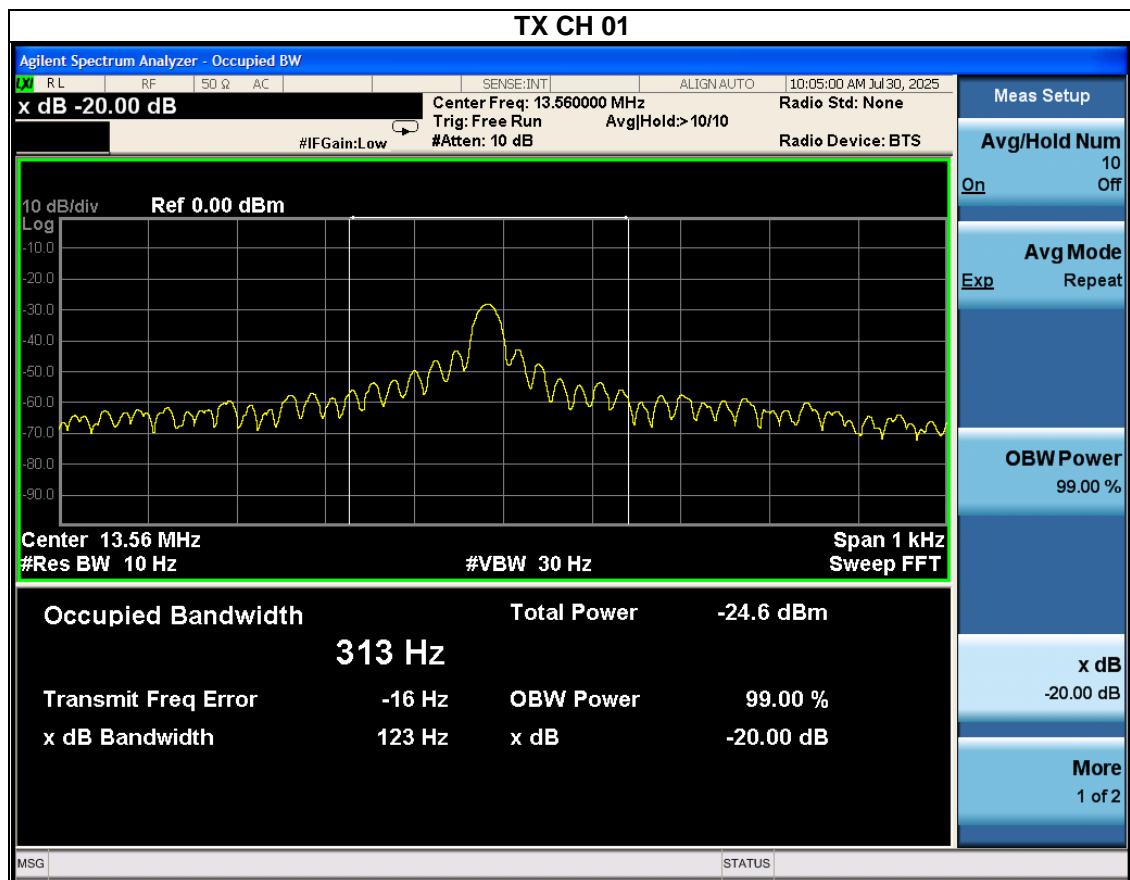 TX CH 01
Agilent Spectrum Analyzer - Occupied BW
LXI RL RF 50 Ω AC SENSE:INT ALIGN AUTO 10:05:00 AM Jul 30, 2025
x dB -20.00 dB
Center Freq: 13.560000 MHz Radio Std: None
Trig: Free Run Avg|Hold:>10/10
#IFGain:Low #Atten: 10 dB Radio Device: BTS
10 dB/div Ref 0.00 dBm
Log
-10.0
-20.0
-30.0
-40.0
-50.0
-60.0
-70.0
-80.0
-90.0
Center 13.56 MHz Span 1 kHz
#Res BW 10 Hz #VBW 30 Hz Sweep FFT
Occupied Bandwidth Total Power -24.6 dBm
313 Hz
Transmit Freq Error -16 Hz OBW Power 99.00 %
x dB Bandwidth 123 Hz x dB -20.00 dB
Meas Setup
Avg/Hold Num
10
On Off
Avg Mode
Exp Repeat
OBW Power
99.00 %
x dB
-20.00 dB
More
1 of 2
MSG STATUS